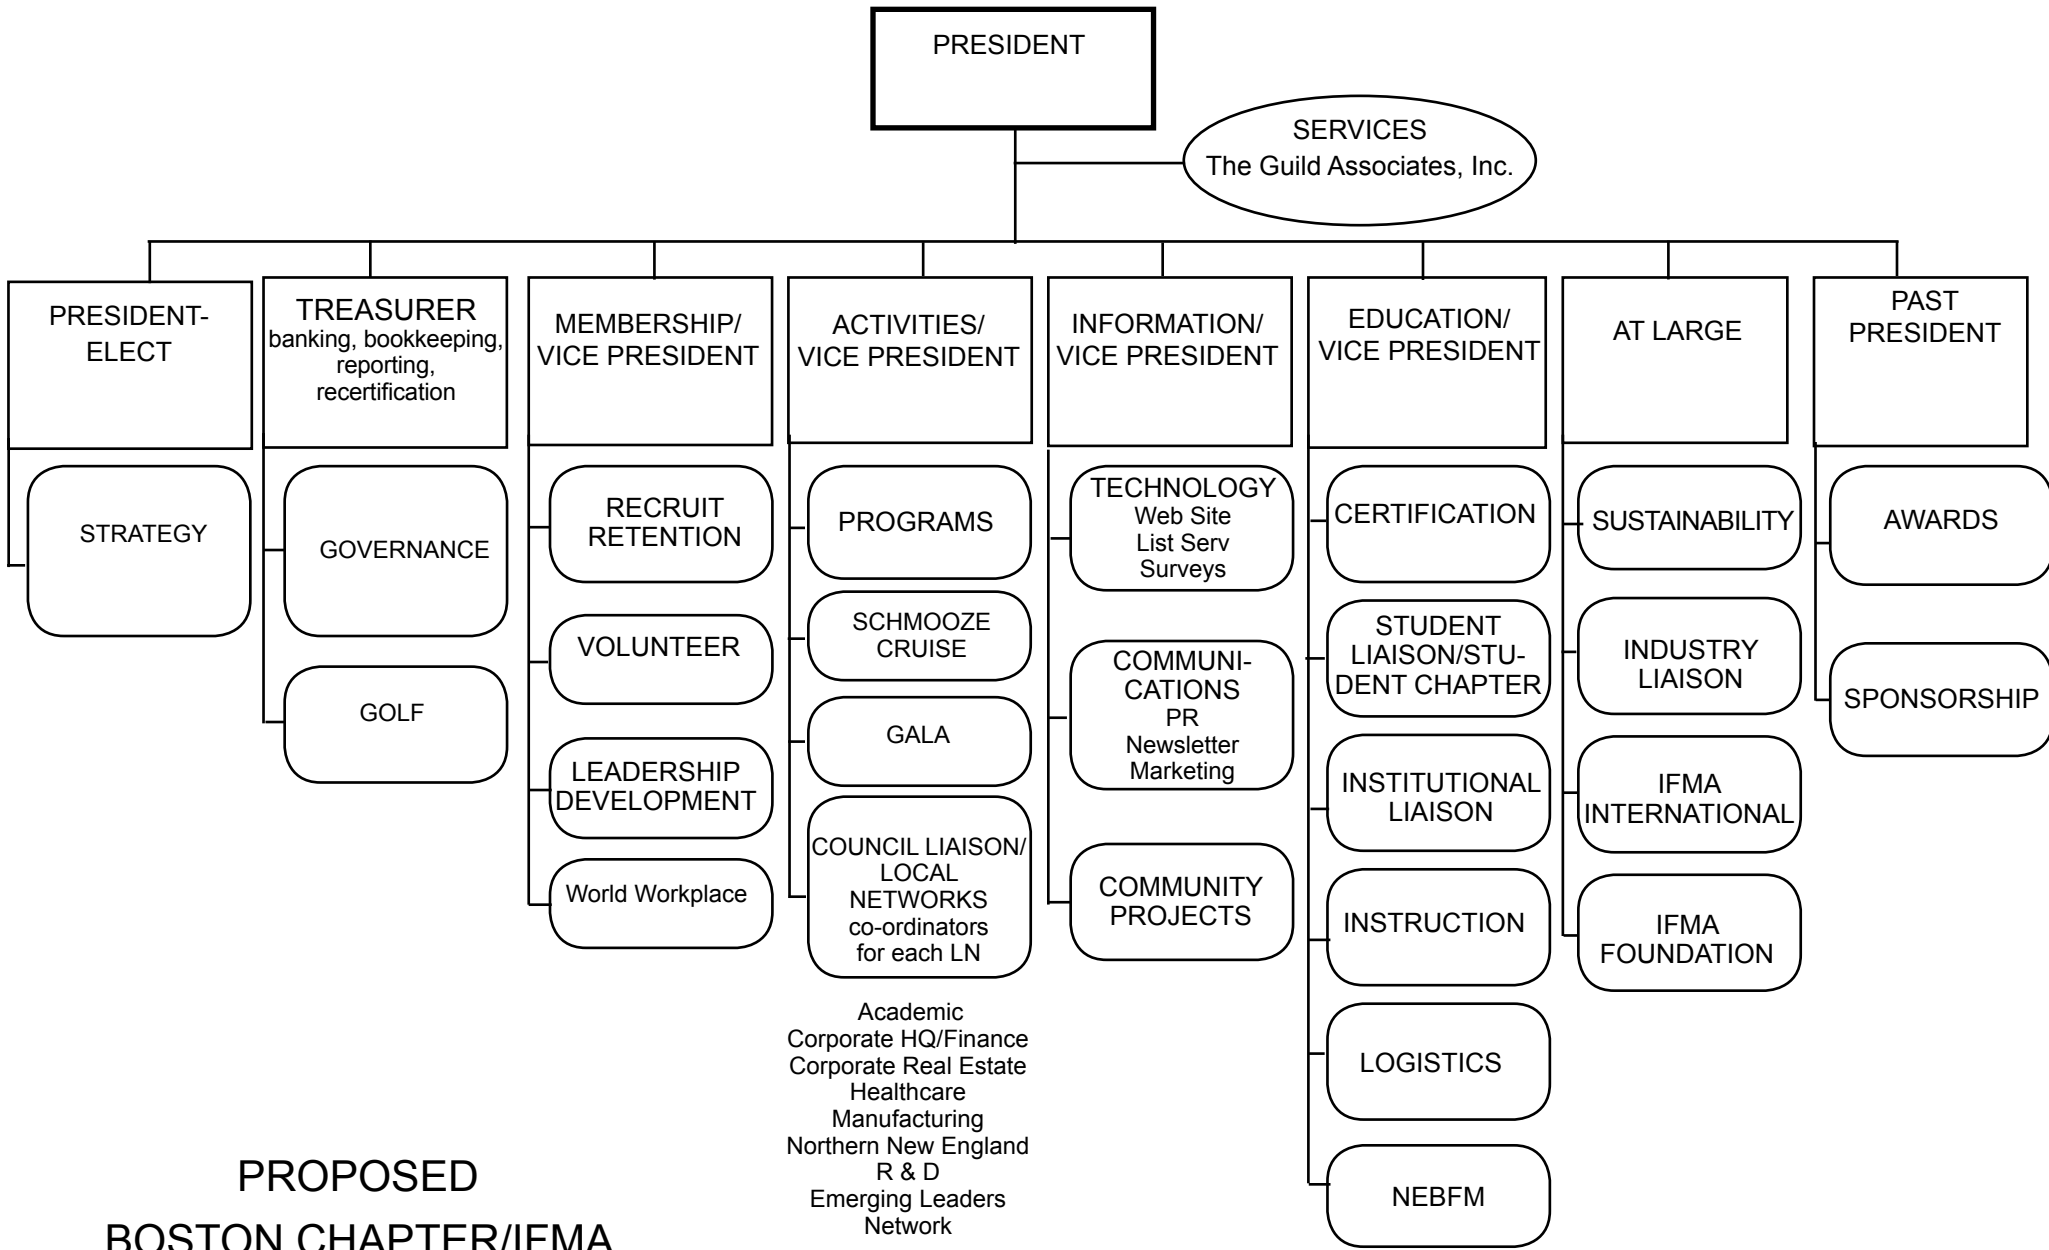 PRESIDENT
SERVICES
The Guild Associates, Inc.
PRESIDENT-
ELECT
STRATEGY
TREASURER
banking, bookkeeping,
reporting,
recertification
GOVERNANCE
GOLF
MEMBERSHIP/
VICE PRESIDENT
RECRUIT
RETENTION
VOLUNTEER
LEADERSHIP
DEVELOPMENT
World Workplace
ACTIVITIES/
VICE PRESIDENT
PROGRAMS
SCHMOOZE
CRUISE
GALA
COUNCIL LIAISON/
LOCAL
NETWORKS
co-ordinators
for each LN
Academic
Corporate HQ/Finance
Corporate Real Estate
Healthcare
Manufacturing
Northern New England
R & D
Emerging Leaders
Network
INFORMATION/
VICE PRESIDENT
TECHNOLOGY
Web Site
List Serv
Surveys
COMMUNI-
CATIONS
PR
Newsletter
Marketing
COMMUNITY
PROJECTS
EDUCATION/
VICE PRESIDENT
CERTIFICATION
STUDENT
LIAISON/STU-
DENT CHAPTER
INSTITUTIONAL
LIAISON
INSTRUCTION
LOGISTICS
NEBFM
AT LARGE
SUSTAINABILITY
INDUSTRY
LIAISON
IFMA
INTERNATIONAL
IFMA
FOUNDATION
PAST
PRESIDENT
AWARDS
SPONSORSHIP
PROPOSED
BOSTON CHAPTER/IFMA